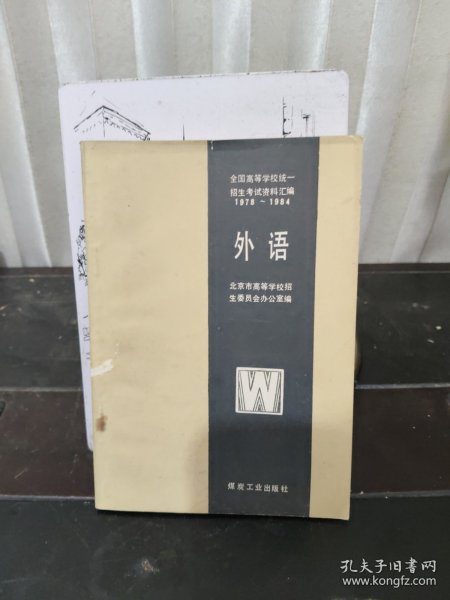 全国高等学校统一
招生考试资料汇编
1978～1984
外语
北京市高等学校招
生委员会办公室编
W
煤炭工业出版社
孔夫子旧书网
www.kongfz.com